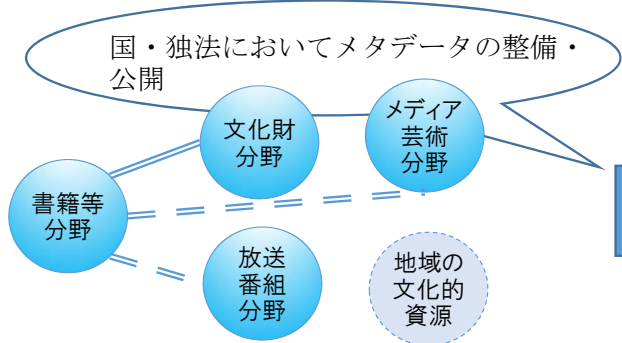 国・独法においてメタデータの整備・
公開
文化財
分野
メディア
芸術
分野
書籍等
分野
放送
番組
分野
地域の
文化的
資源